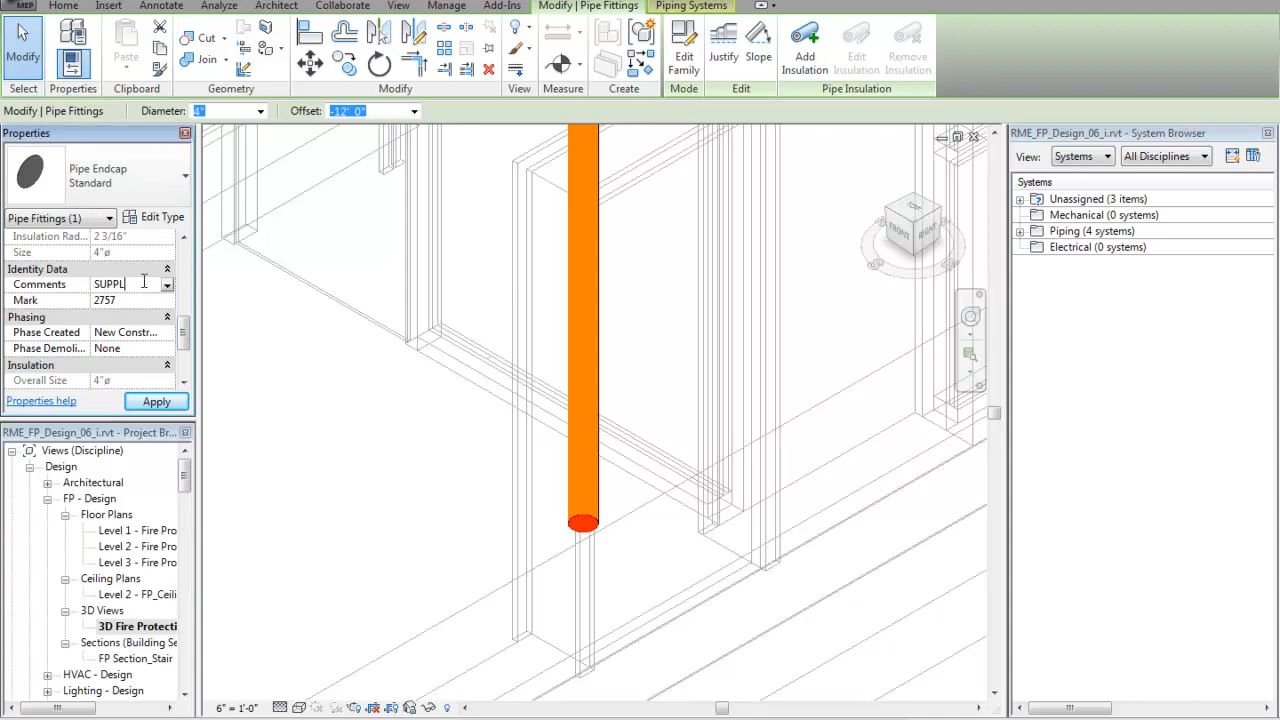 MEP
Home
Insert
Annotate
Analyze
Architect
Collaborate
View
Manage
Add-Ins
Modify | Pipe Fittings
Piping Systems
Modify
Paste
Cut
Join
Edit Family
Justify
Slope
Add Insulation
Edit Insulation
Remove Insulation
Select
Properties
Clipboard
Geometry
Modify
View
Measure
Create
Mode
Edit
Pipe Insulation
Modify | Pipe Fittings
Diameter: 4"
Offset: -12' 0"
Properties
Pipe Endcap
Standard
Pipe Fittings (1)
Edit Type
Insulation Rad... 2 3/16"
Size 4"ø
Identity Data
Comments SUPPL
Mark 2757
Phasing
Phase Created New Constr...
Phase Demoli... None
Insulation
Overall Size 4"ø
Properties help
Apply
RME_FP_Design_06_i.rvt - Project Br...
Views (Discipline)
Design
Architectural
FP - Design
Floor Plans
Level 1 - Fire Pro
Level 2 - Fire Pro
Level 3 - Fire Pro
Ceiling Plans
Level 2 - FP_Ceili
3D Views
3D Fire Protecti
Sections (Building Se
FP Section_Stair
HVAC - Design
Lighting - Design
TOP
FRONT
RIGHT
6" = 1'-0"
RME_FP_Design_06_i.rvt - System Browser
View: Systems
All Disciplines
Systems
Unassigned (3 items)
Mechanical (0 systems)
Piping (4 systems)
Electrical (0 systems)